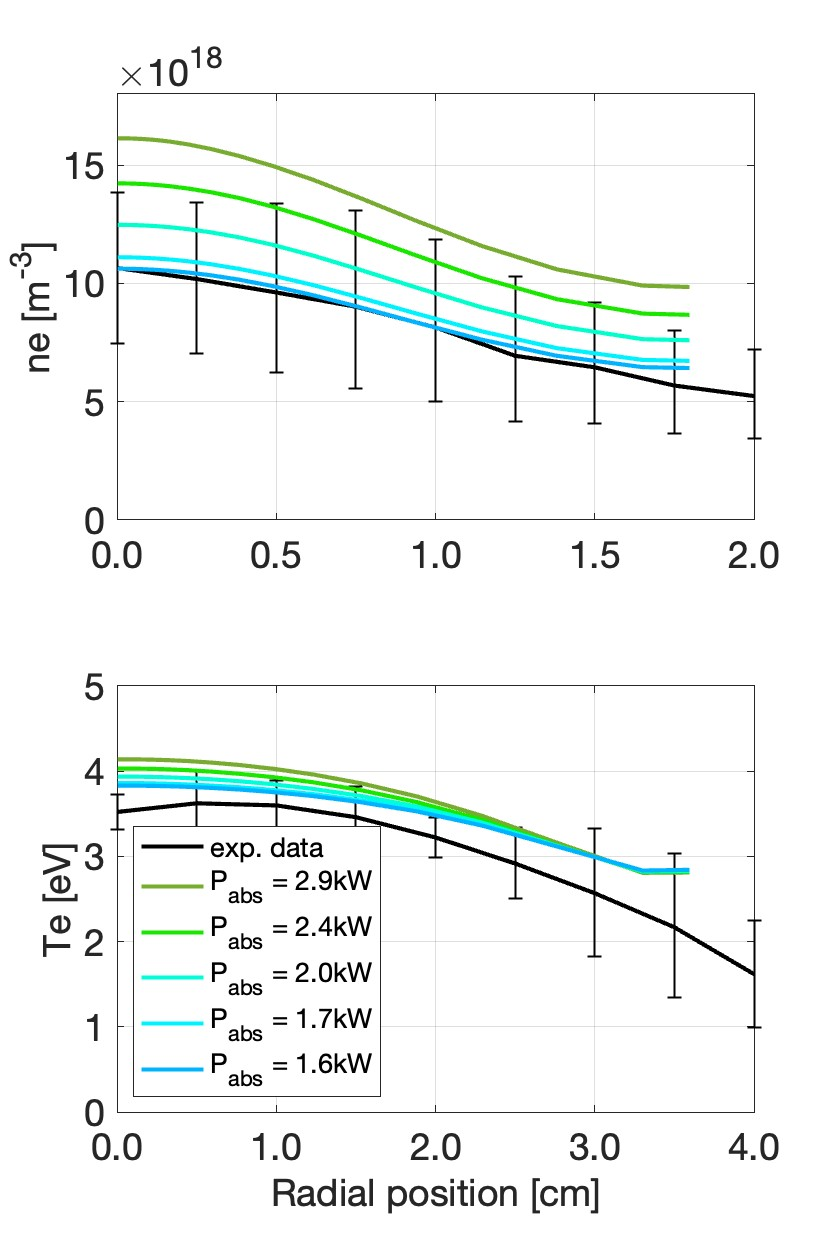 ×10^18
15
10
5
0
ne [m^-3]
0.0 0.5 1.0 1.5 2.0
5
4
3
2
1
0
Te [eV]
exp. data
P_abs = 2.9kW
P_abs = 2.4kW
P_abs = 2.0kW
P_abs = 1.7kW
P_abs = 1.6kW
0.0 1.0 2.0 3.0 4.0
Radial position [cm]